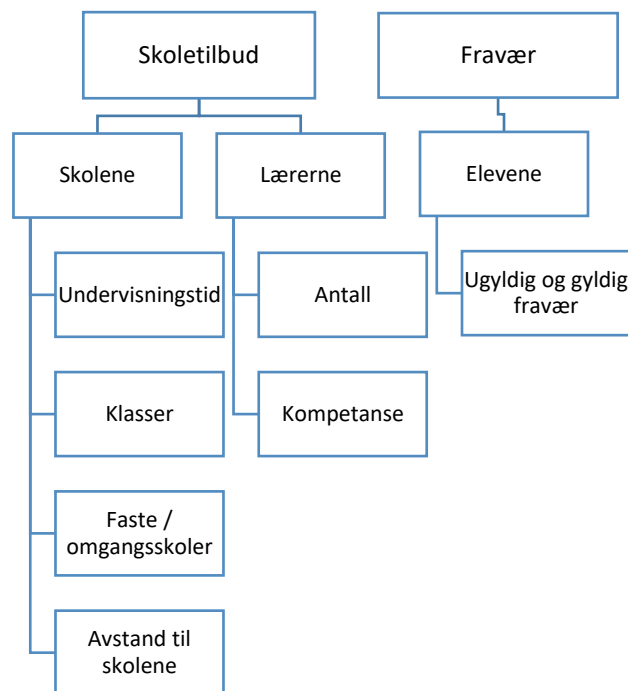 Skoletilbud
Fravær
Skolene
Lærerne
Elevene
Undervisningstid
Antall
Ugyldig og gyldig
fravær
Klasser
Kompetanse
Faste /
omgangsskoler
Avstand til
skolene